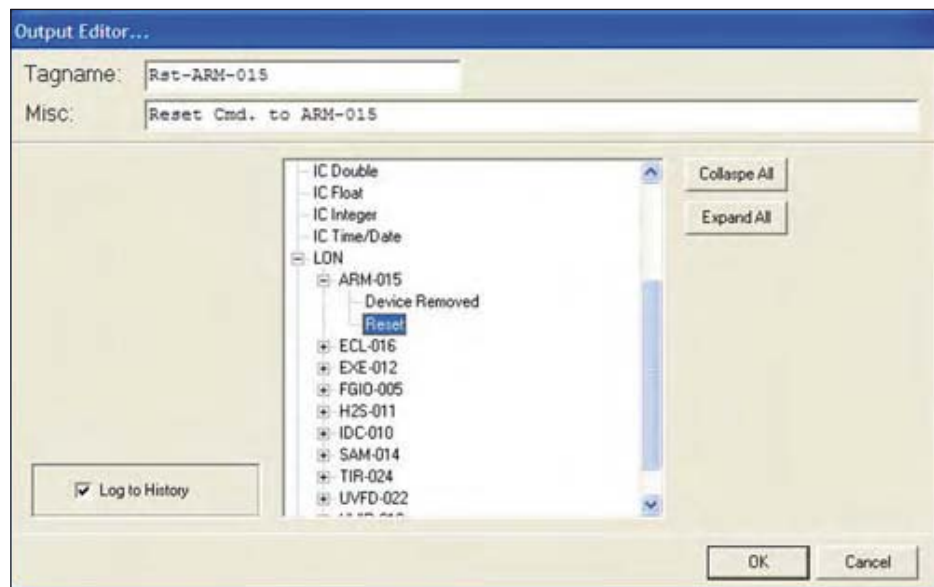 Output Editor...
Tagname: Rst-ARM-015
Misc: Reset Cmd. to ARM-015
IC Double
IC Float
IC Integer
IC Time/Date
LON
ARM-015
Device Removed
Reset
ECL-016
EXE-012
FGIO-005
H2S-011
IDC-010
SAM-014
TIR-024
UVFD-022
Collaspe All
Expand All
Log to History
OK
Cancel